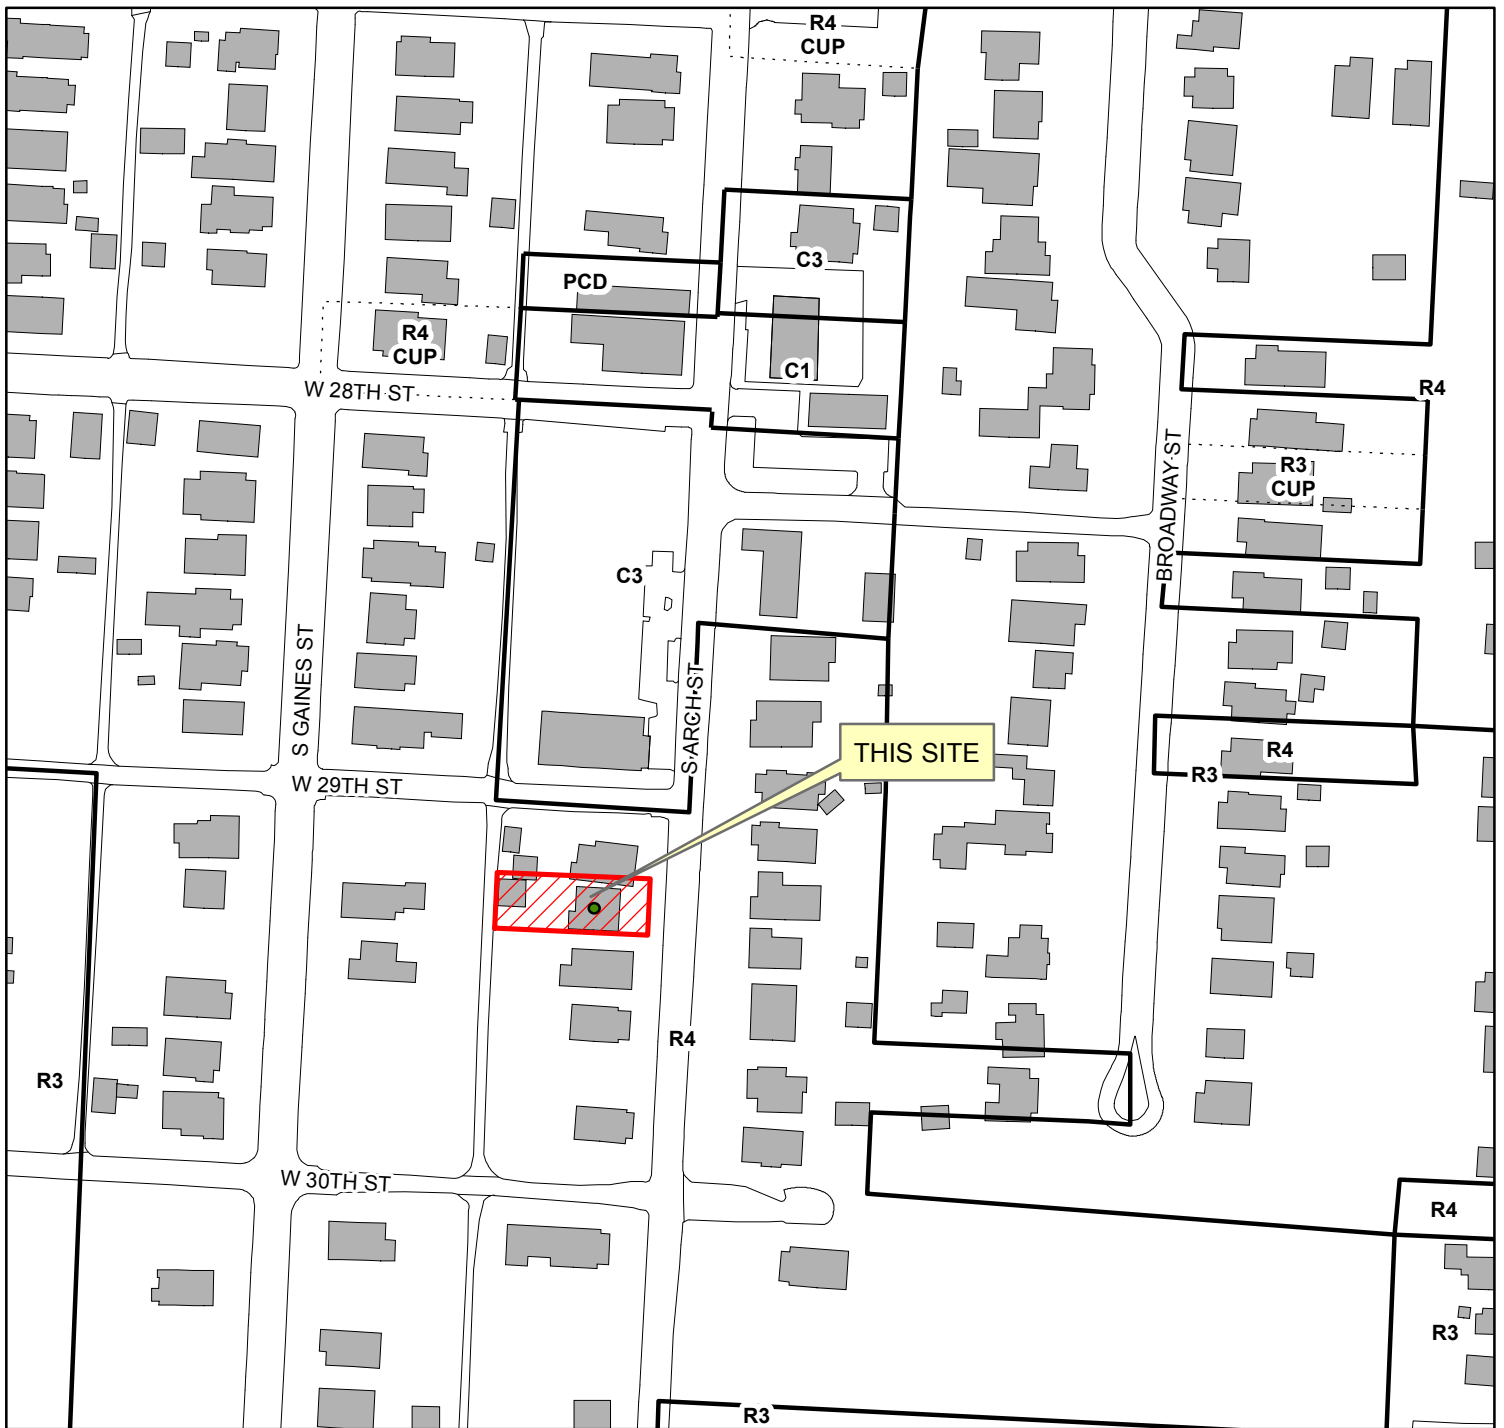 R4
CUP
C3
PCD
R4
CUP
C1
W 28TH ST
R4
BROADWAY ST
R3
CUP
C3
S GAINES ST
S ARCH ST
THIS SITE
R4
R3
W 29TH ST
R4
R3
W 30TH ST
R4
R3
R3